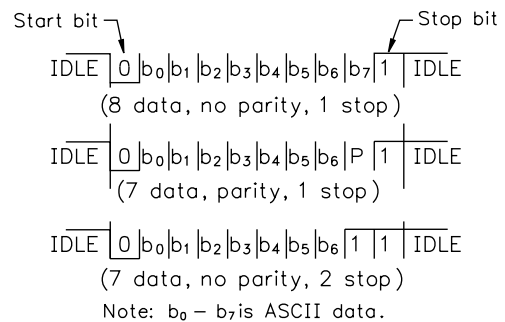 Start bit Stop bit
IDLE 0 b₀ b₁ b₂ b₃ b₄ b₅ b₆ b₇ 1 IDLE
(8 data, no parity, 1 stop)
IDLE 0 b₀ b₁ b₂ b₃ b₄ b₅ b₆ P 1 IDLE
(7 data, parity, 1 stop)
IDLE 0 b₀ b₁ b₂ b₃ b₄ b₅ b₆ 1 1 IDLE
(7 data, no parity, 2 stop)
Note: b₀ – b₇ is ASCII data.